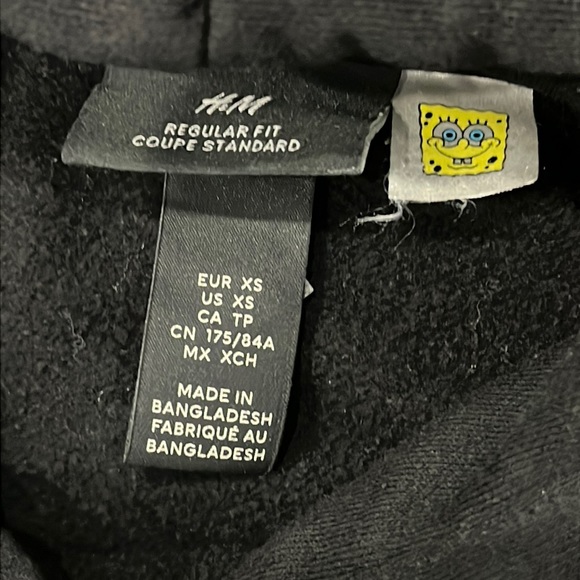 H&M
REGULAR FIT
COUPE STANDARD
EUR XS
US XS
CA TP
CN 175/84A
MX XCH
MADE IN
BANGLADESH
FABRIQUÉ AU
BANGLADESH